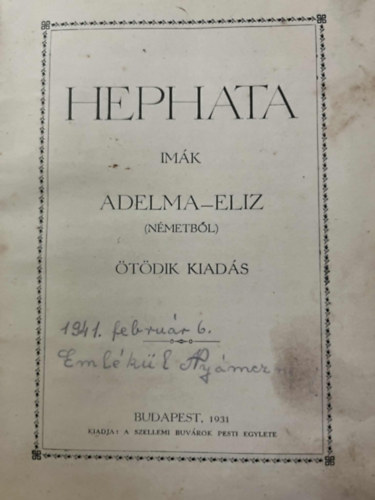 HEPHATA
IMÁK
ADELMA–ELIZ
(NÉMETBŐL)
ÖTÖDIK KIADÁS
1941. február 6.
Emlékül
BUDAPEST, 1931
KIADJA: A SZELLEMI BUVÁROK PESTI EGYLETE